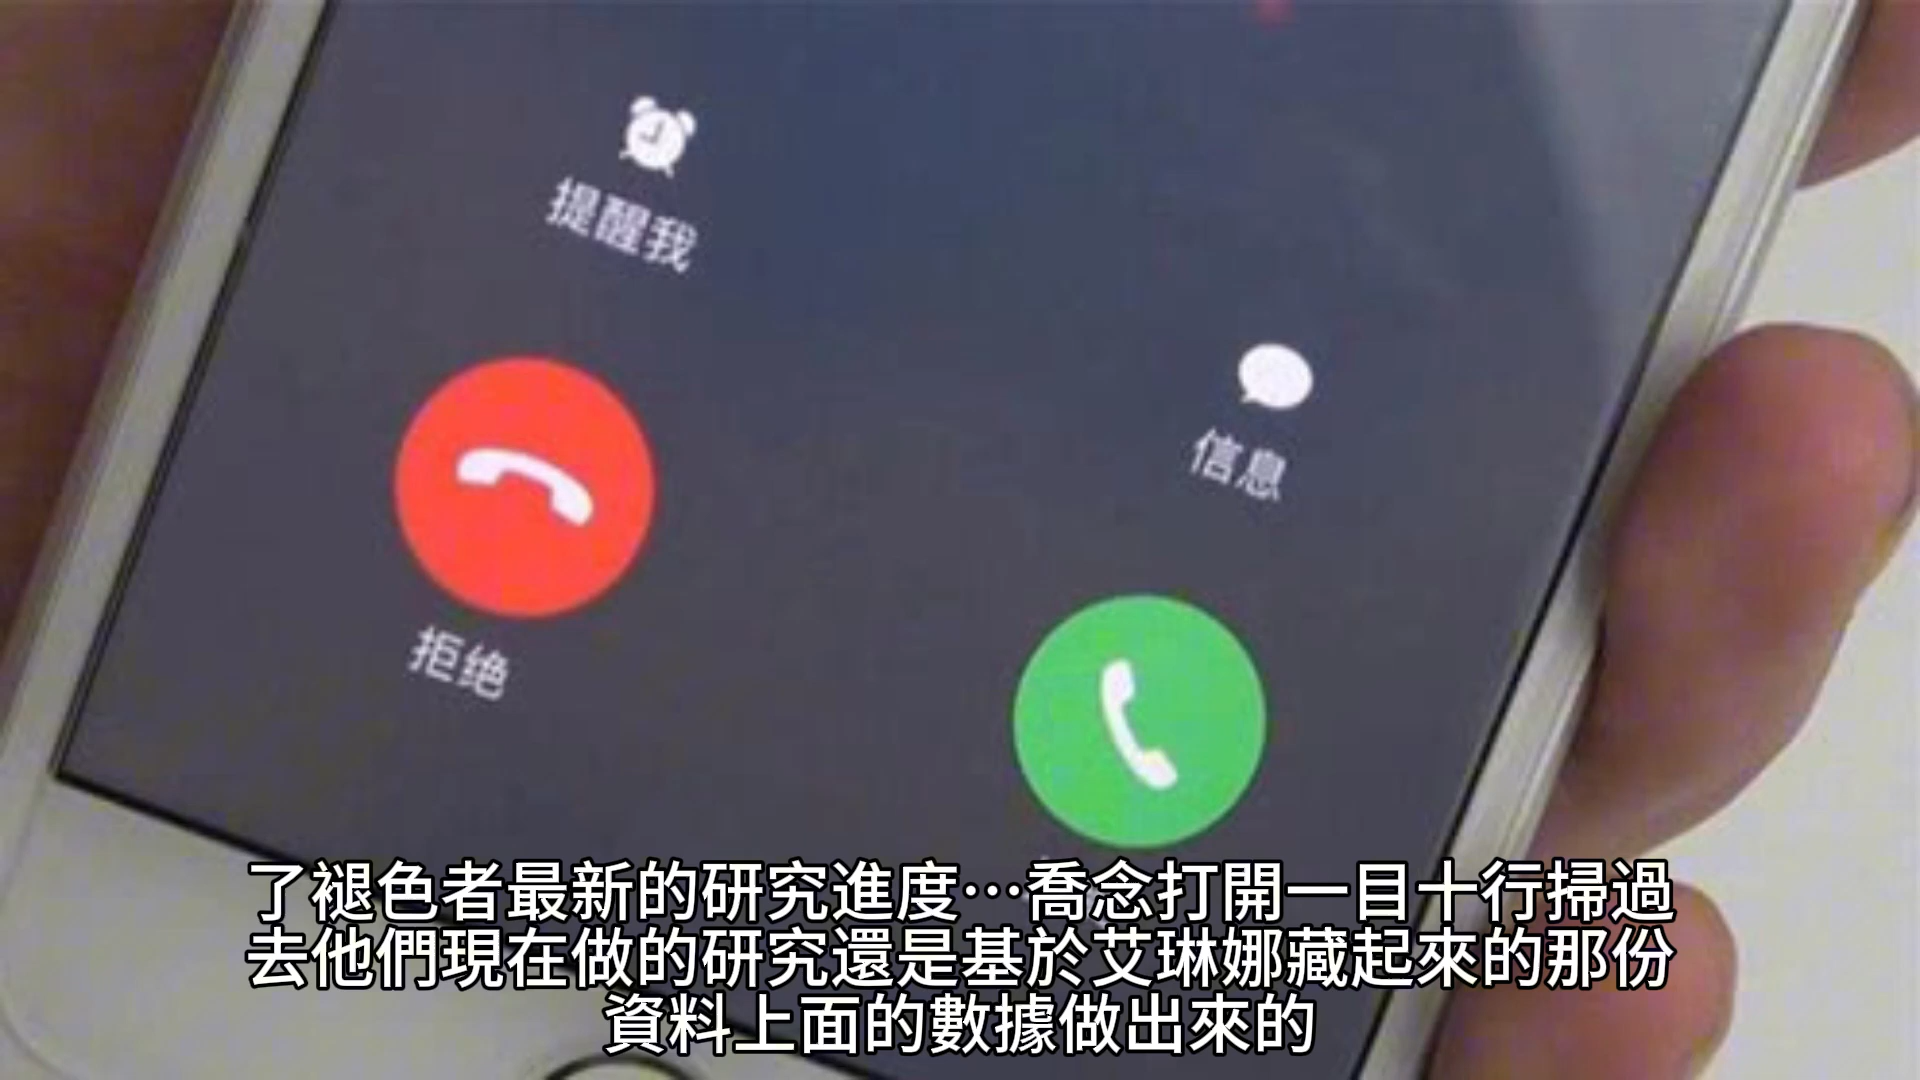 提醒我
信息
拒绝
了褪色者最新的研究進度…喬念打開一目十行掃過
去他們現在做的研究還是基於艾琳娜藏起來的那份
資料上面的數據做出來的